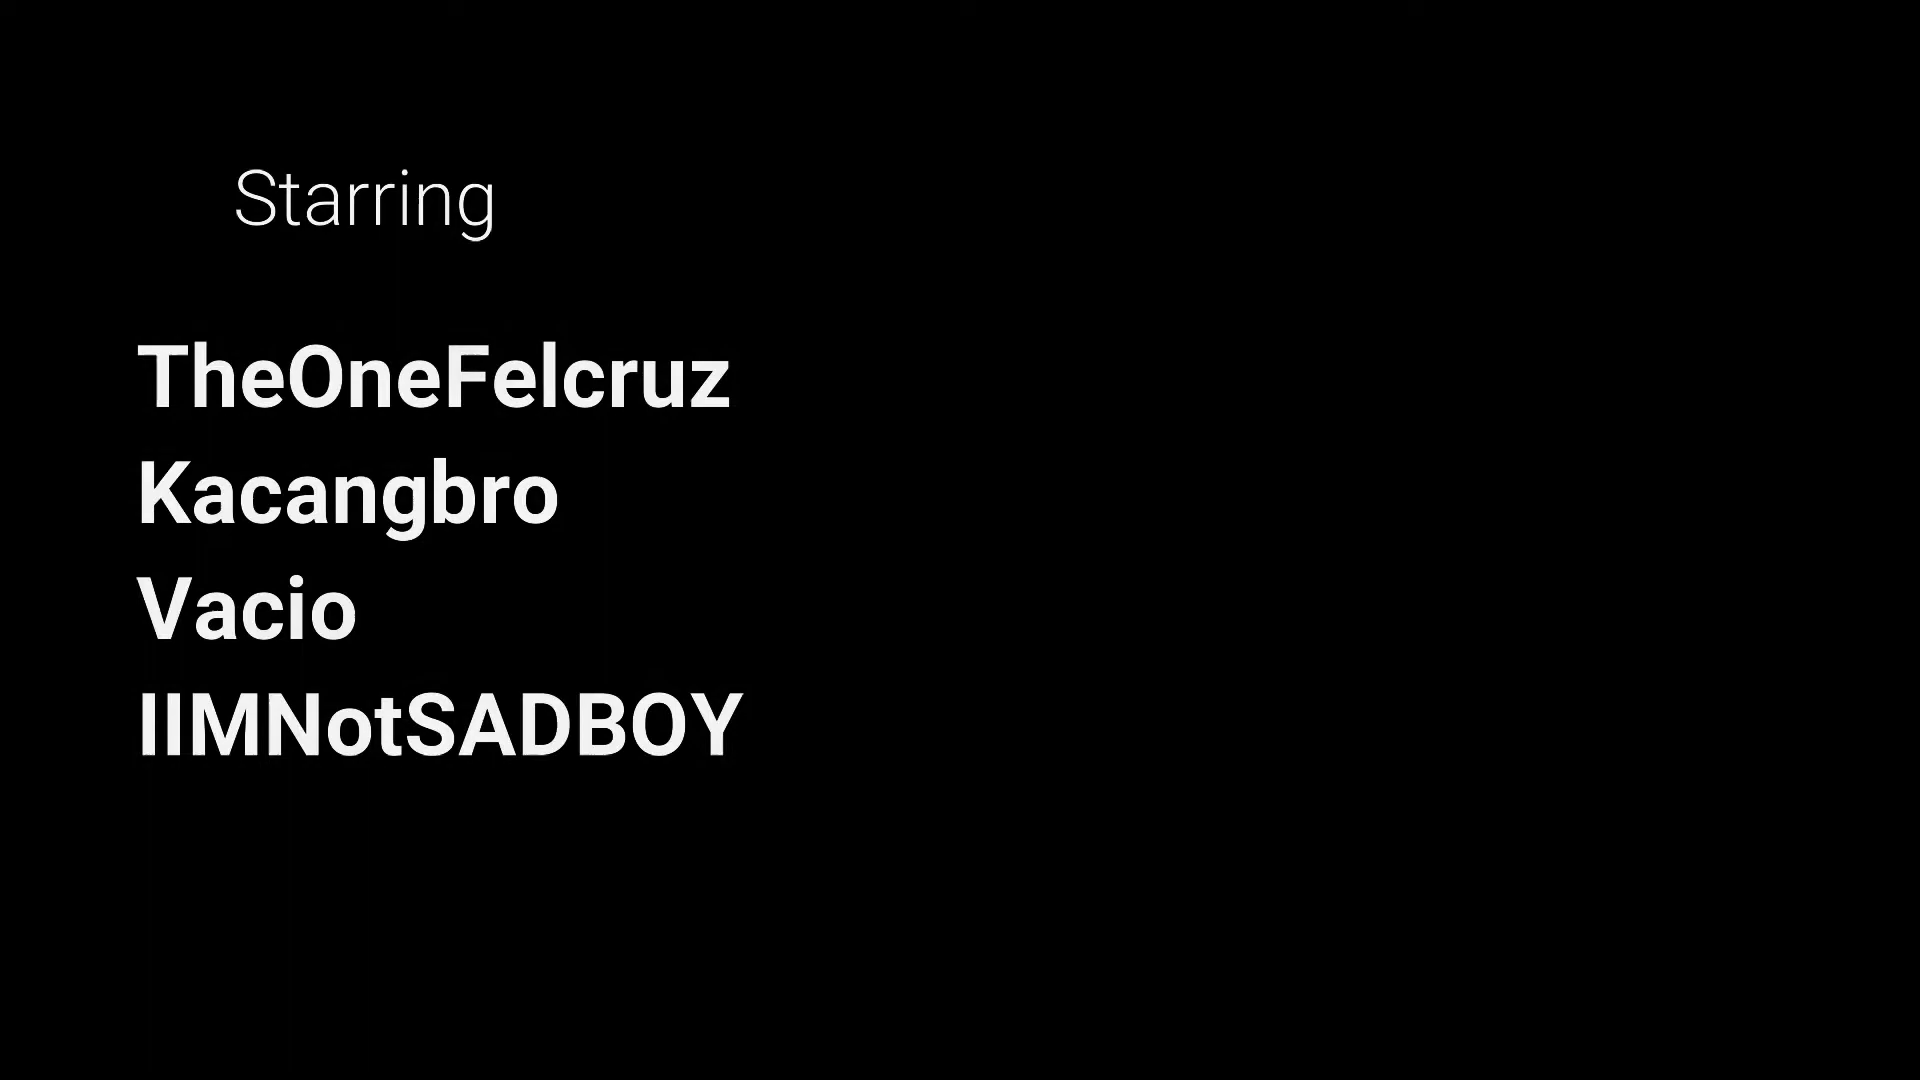 Starring
TheOneFelcruz
Kacangbro
Vacio
IIMNotSADBOY